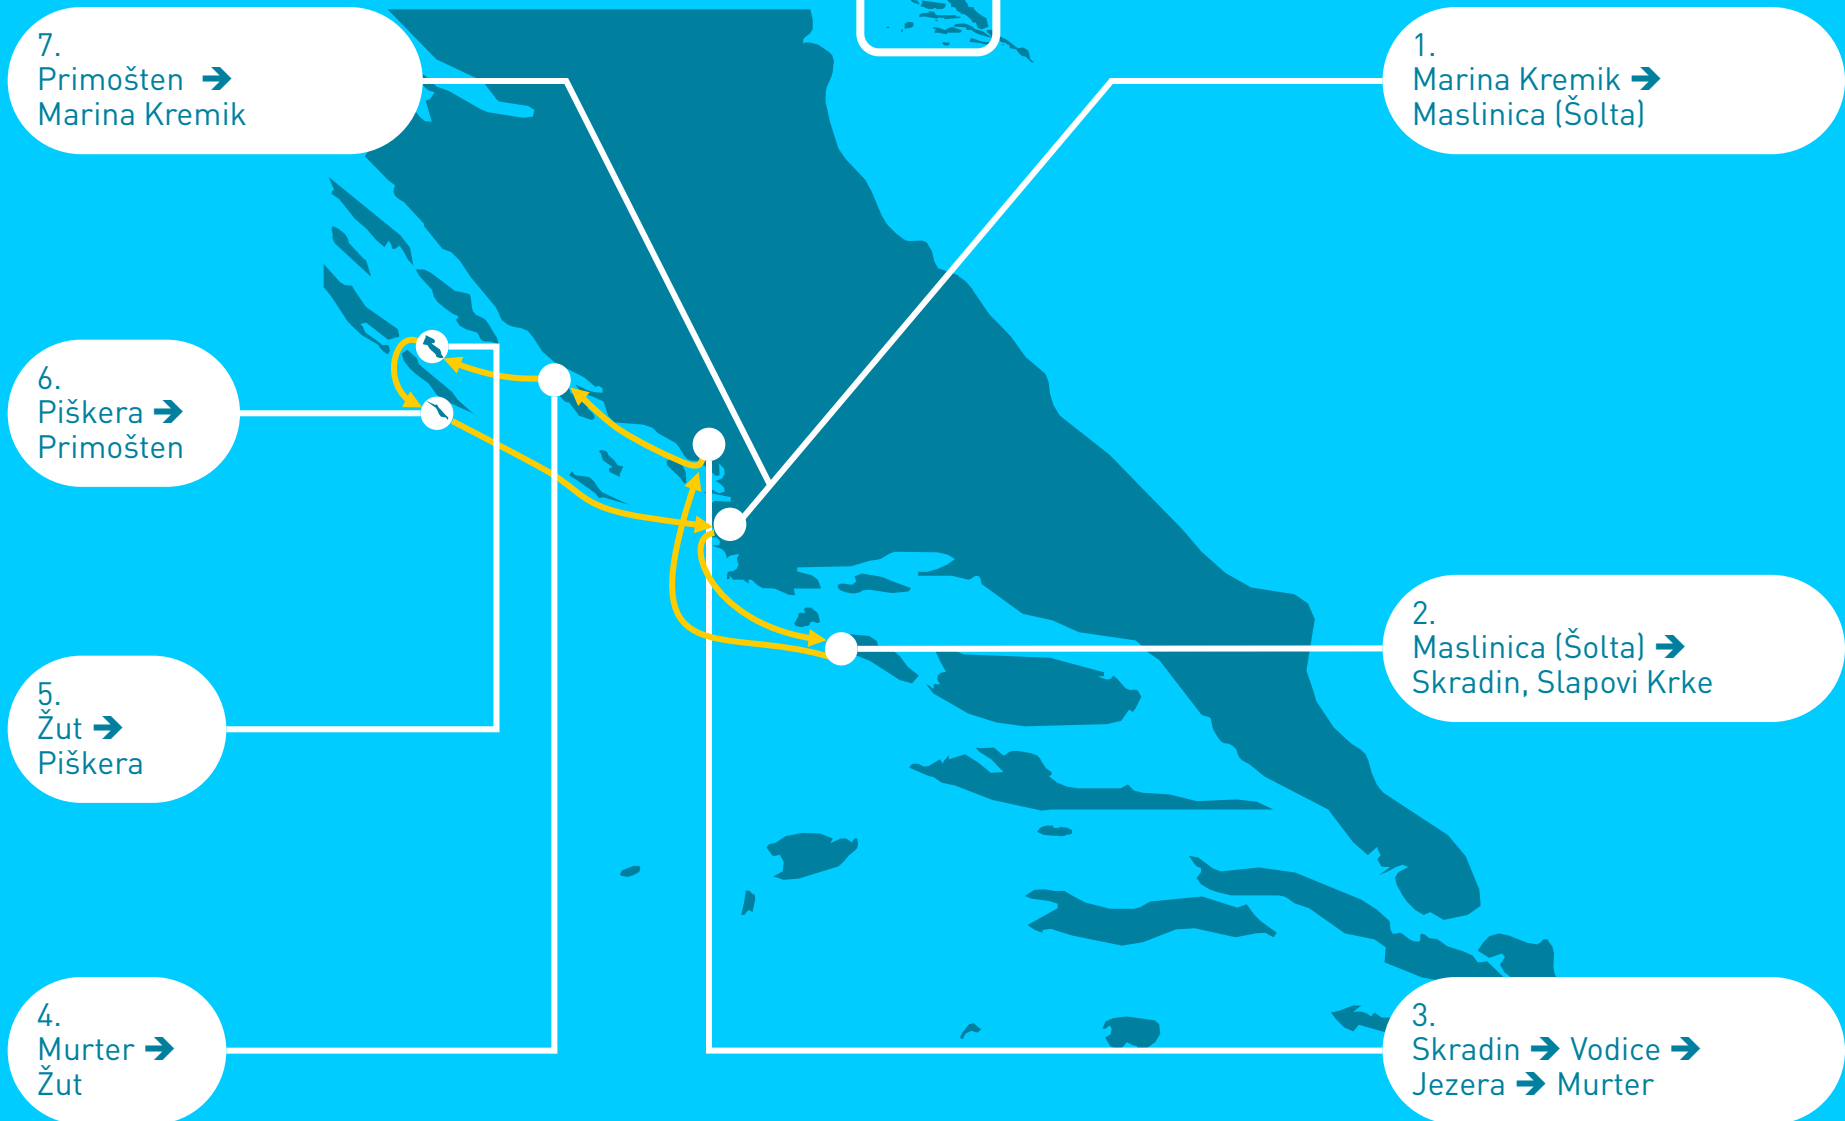 1.
Marina Kremik ➔
Maslinica (Šolta)
2.
Maslinica (Šolta) ➔
Skradin, Slapovi Krke
3.
Skradin ➔ Vodice ➔
Jezera ➔ Murter
4.
Murter ➔
Žut
5.
Žut ➔
Piškera
6.
Piškera ➔
Primošten
7.
Primošten ➔
Marina Kremik